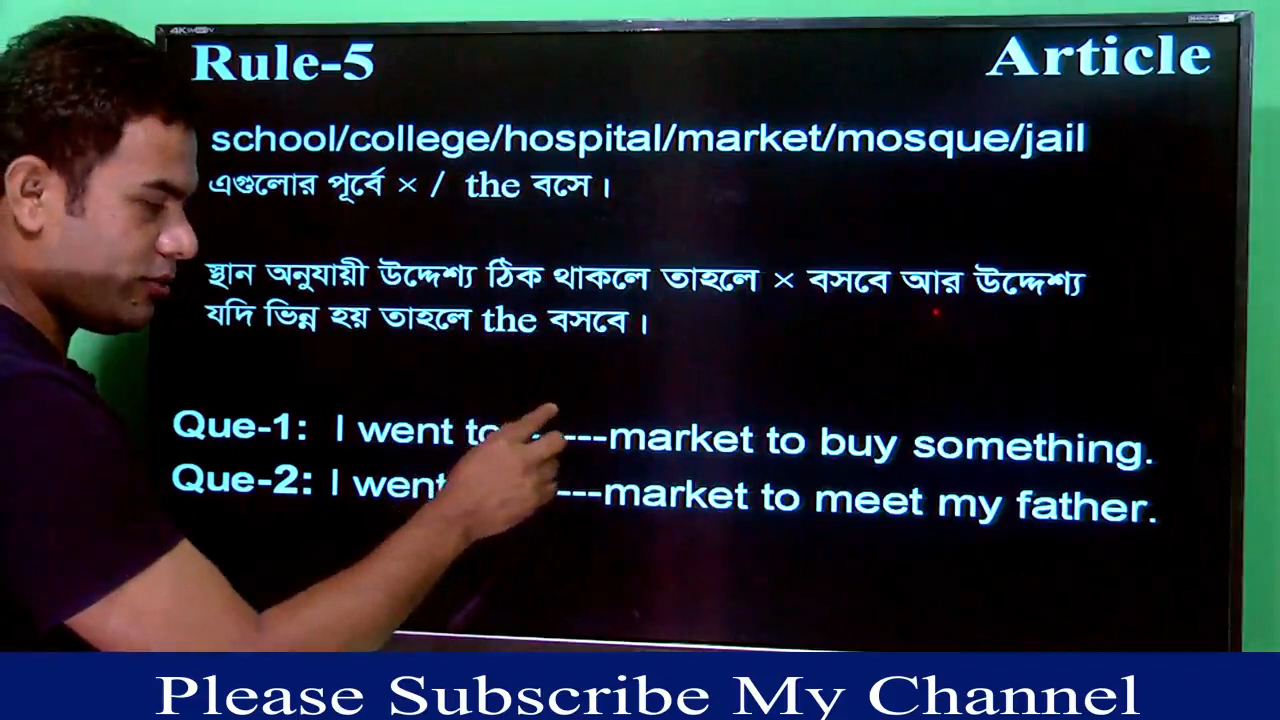 Rule-5
Article
school/college/hospital/market/mosque/jail
এগুলোর পূর্বে × / the বসে।
স্থান অনুযায়ী উদ্দেশ্য ঠিক থাকলে তাহলে × বসবে আর উদ্দেশ্য
যদি ভিন্ন হয় তাহলে the বসবে।
Que-1: I went to ---market to buy something.
Que-2: I went ---market to meet my father.
Please Subscribe My Channel